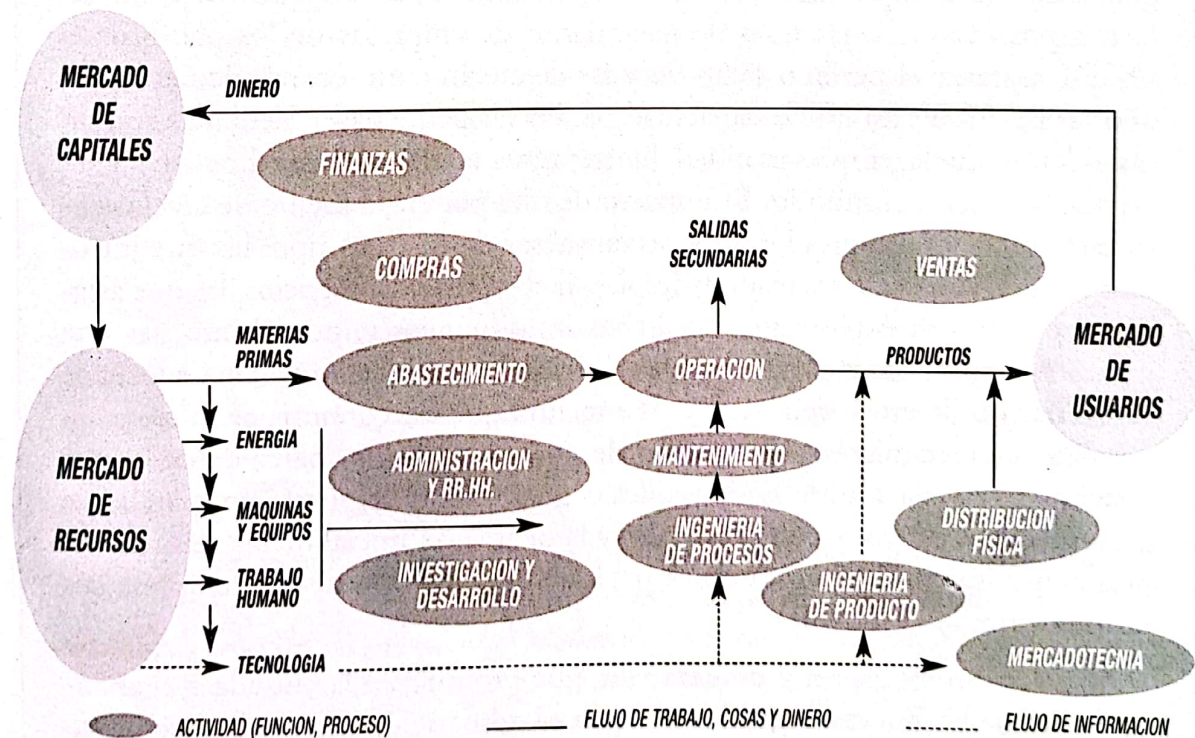 MERCADO
DE
CAPITALES
DINERO
FINANZAS
COMPRAS
SALIDAS
SECUNDARIAS
VENTAS
MERCADO
DE
USUARIOS
MATERIAS
PRIMAS
ABASTECIMIENTO
OPERACION
PRODUCTOS
MERCADO
DE
RECURSOS
ENERGIA
ADMINISTRACION
Y RR.HH.
MANTENIMIENTO
MAQUINAS
Y EQUIPOS
INGENIERIA
DE PROCESOS
DISTRIBUCION
FÍSICA
TRABAJO
HUMANO
INVESTIGACION Y
DESARROLLO
INGENIERIA
DE PRODUCTO
TECNOLOGIA
MERCADOTECNIA
ACTIVIDAD (FUNCION, PROCESO)
FLUJO DE TRABAJO, COSAS Y DINERO
FLUJO DE INFORMACION